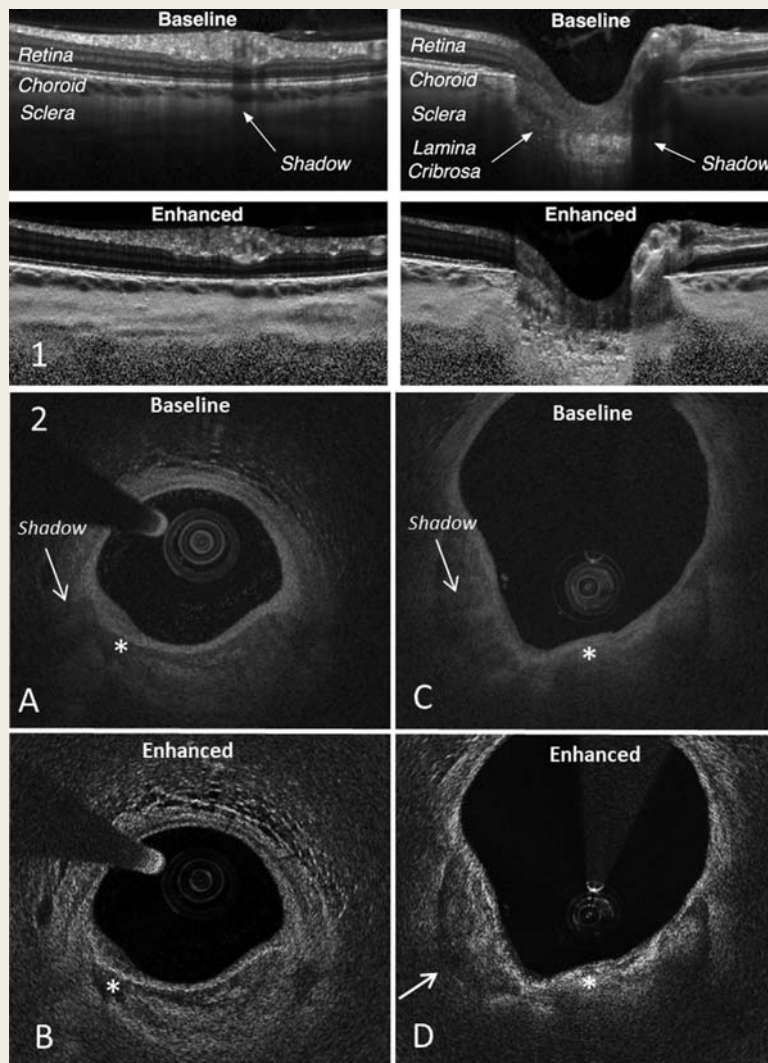 Baseline
Retina
Choroid
Sclera
Shadow
Baseline
Retina
Choroid
Sclera
Lamina
Cribrosa
Shadow
Enhanced
1
Enhanced
2
Baseline
Shadow
*
A
Baseline
Shadow
*
C
Enhanced
*
B
Enhanced
*
D